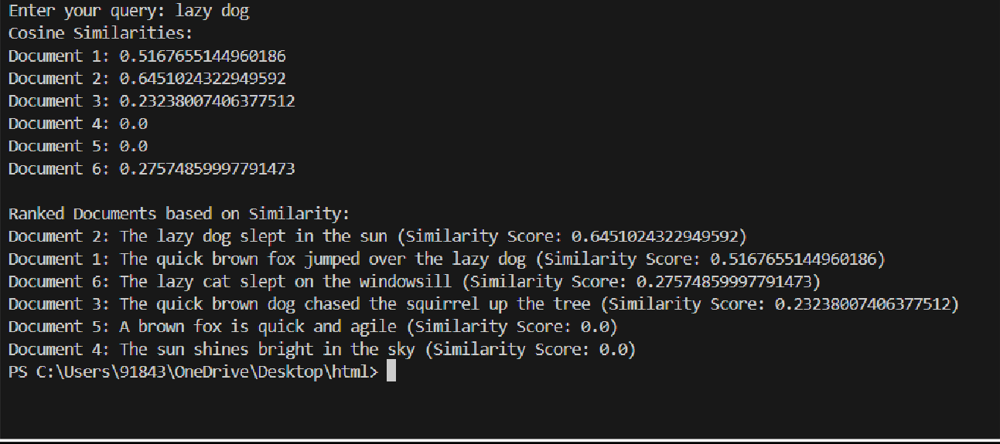 Enter your query: lazy dog
Cosine Similarities:
Document 1: 0.5167655144960186
Document 2: 0.6451024322949592
Document 3: 0.23238007406377512
Document 4: 0.0
Document 5: 0.0
Document 6: 0.27574859997791473
Ranked Documents based on Similarity:
Document 2: The lazy dog slept in the sun (Similarity Score: 0.6451024322949592)
Document 1: The quick brown fox jumped over the lazy dog (Similarity Score: 0.5167655144960186)
Document 6: The lazy cat slept on the windowsill (Similarity Score: 0.27574859997791473)
Document 3: The quick brown dog chased the squirrel up the tree (Similarity Score: 0.23238007406377512)
Document 5: A brown fox is quick and agile (Similarity Score: 0.0)
Document 4: The sun shines bright in the sky (Similarity Score: 0.0)
PS C:\Users\91843\OneDrive\Desktop\html>